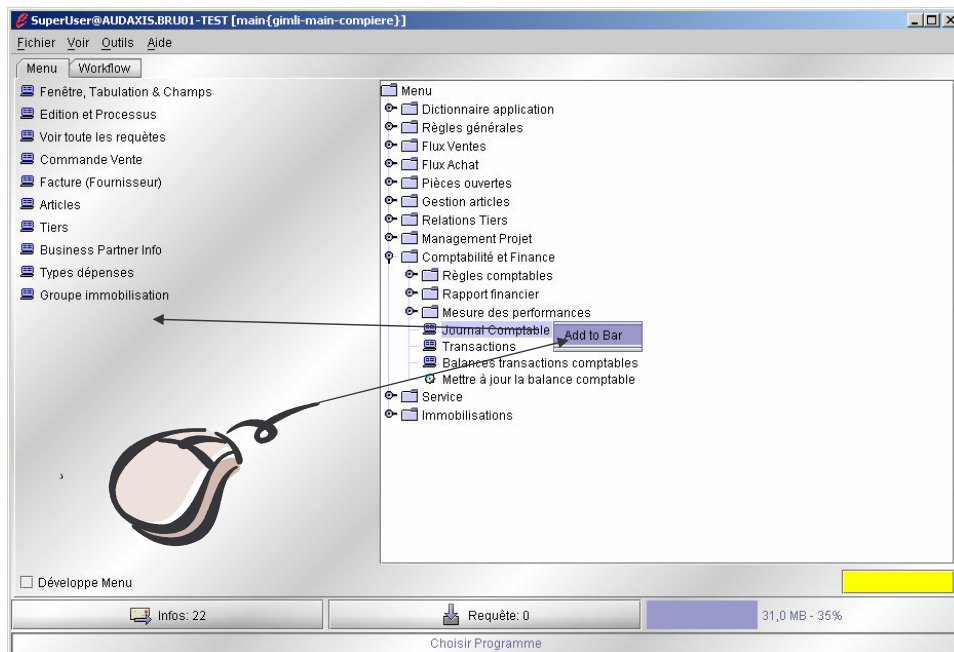 SuperUser@AUDAXIS.BRU01-TEST [main{gimli-main-compiere}]
Fichier Voir Outils Aide
Menu Workflow
Fenêtre, Tabulation & Champs
Edition et Processus
Voir toute les requètes
Commande Vente
Facture (Fournisseur)
Articles
Tiers
Business Partner Info
Types dépenses
Groupe immobilisation
Menu
Dictionnaire application
Règles générales
Flux Ventes
Flux Achat
Pièces ouvertes
Gestion articles
Relations Tiers
Management Projet
Comptabilité et Finance
Règles comptables
Rapport financier
Mesure des performances
Journal Comptable
Add to Bar
Transactions
Balances transactions comptables
Mettre à jour la balance comptable
Service
Immobilisations
Développe Menu
Infos: 22
Requête: 0
31,0 MB - 35%
Choisir Programme